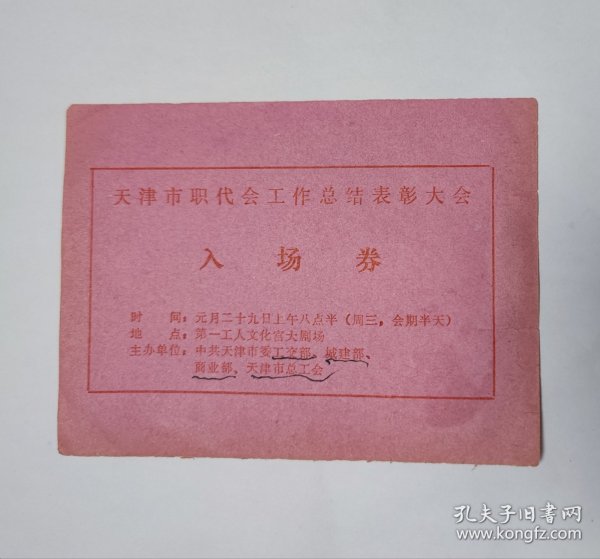 天津市职代会工作总结表彰大会
入场券
时 间：元月二十九日上午八点半（周三，会期半天）
地 点：第一工人文化宫大剧场
主办单位：中共天津市委工交部、城建部、
商业部、天津市总工会
孔夫子旧书网
www.kongfz.com